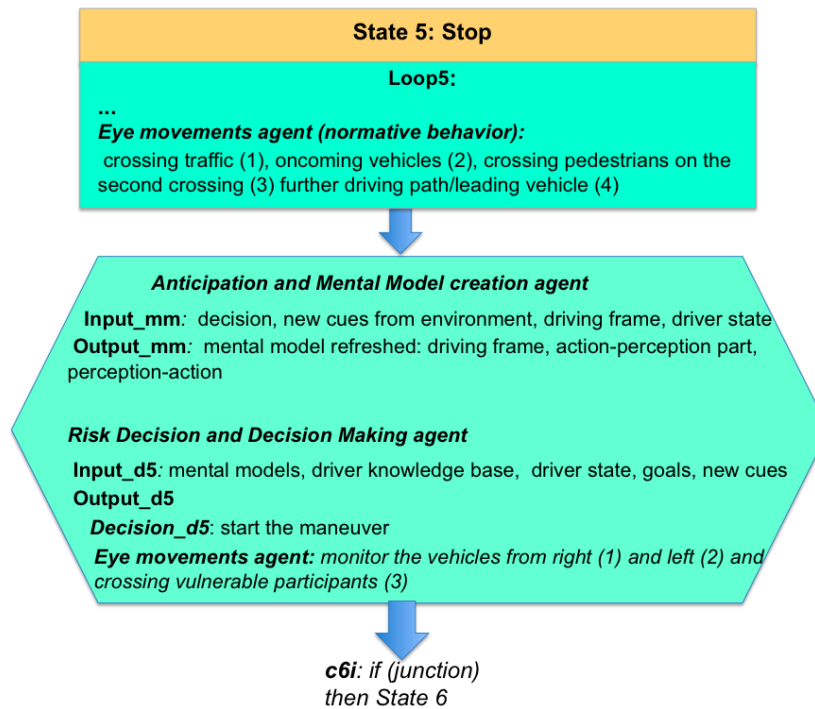 State 5: Stop
Loop5:
...
Eye movements agent (normative behavior):
crossing traffic (1), oncoming vehicles (2), crossing pedestrians on the
second crossing (3) further driving path/leading vehicle (4)
Anticipation and Mental Model creation agent
Input_mm: decision, new cues from environment, driving frame, driver state
Output_mm: mental model refreshed: driving frame, action-perception part,
perception-action
Risk Decision and Decision Making agent
Input_d5: mental models, driver knowledge base, driver state, goals, new cues
Output_d5
Decision_d5: start the maneuver
Eye movements agent: monitor the vehicles from right (1) and left (2) and
crossing vulnerable participants (3)
c6i: if (junction)
then State 6